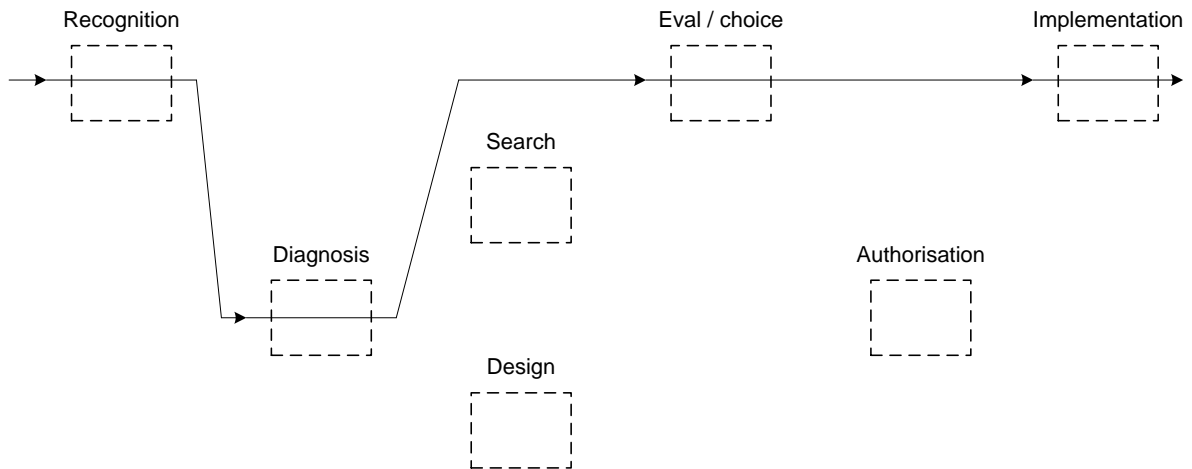 Recognition
Eval / choice
Implementation
Search
Diagnosis
Authorisation
Design